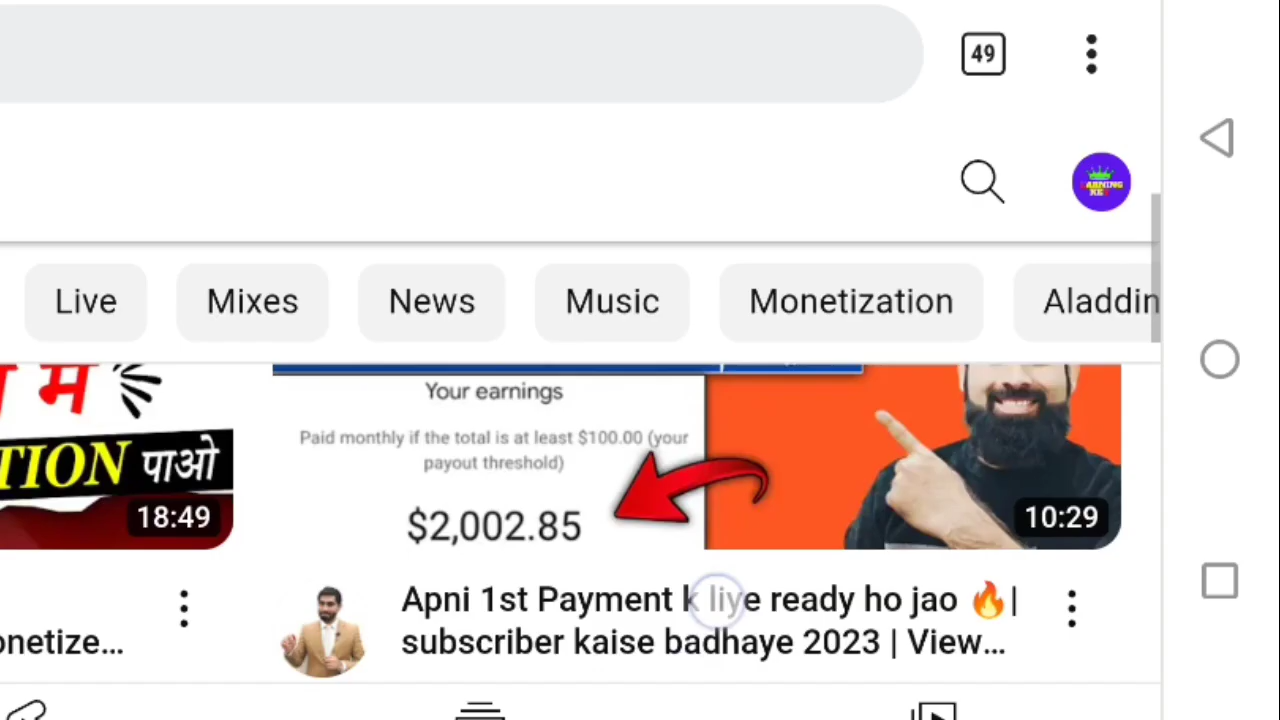 49
Live
Mixes
News
Music
Monetization
Aladdin
Your earnings
Paid monthly if the total is at least $100.00 (your
payout threshold)
$2,002.85
TION पाओ
18:49
10:29
Apni 1st Payment k liye ready ho jao 🔥|
subscriber kaise badhaye 2023 | View...
onetize...